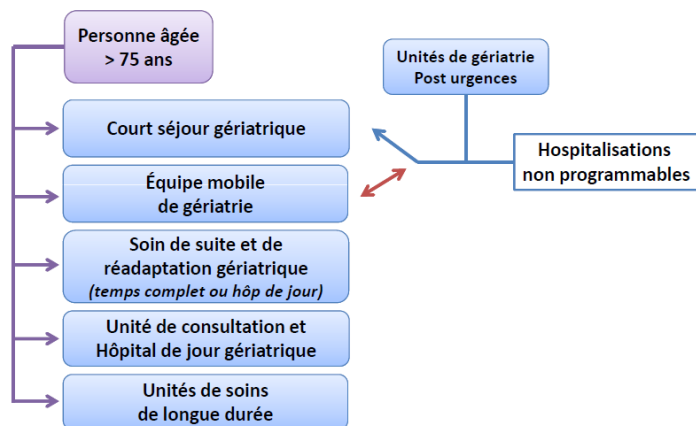 Personne âgée
> 75 ans
Unités de gériatrie
Post urgences
Court séjour gériatrique
Hospitalisations
non programmables
Équipe mobile
de gériatrie
Soin de suite et de
réadaptation gériatrique
(temps complet ou hôp de jour)
Unité de consultation et
Hôpital de jour gériatrique
Unités de soins
de longue durée